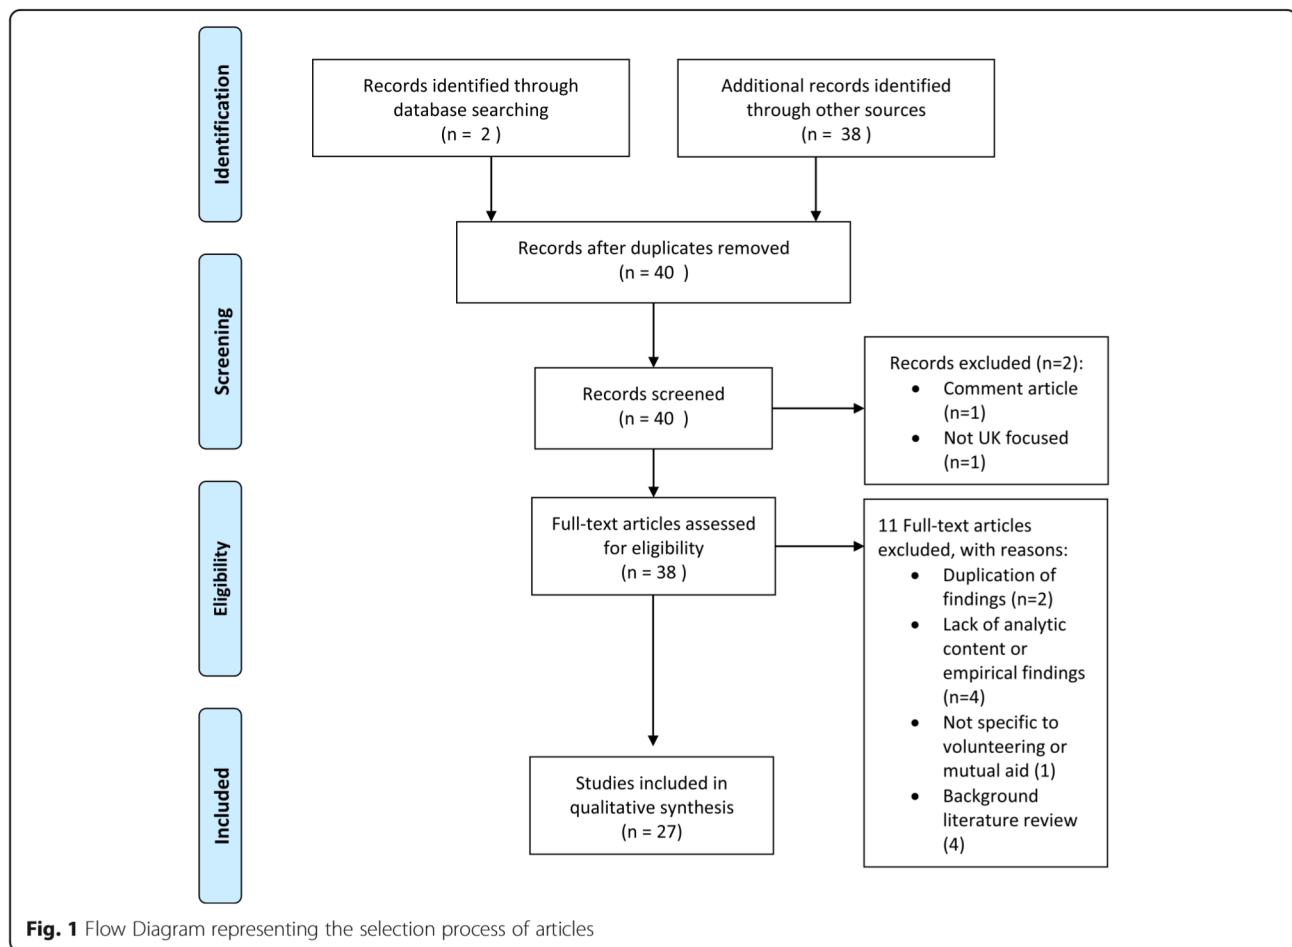 Identification
Records identified through
database searching
(n = 2 )
Additional records identified
through other sources
(n = 38 )
Records after duplicates removed
(n = 40 )
Screening
Records screened
(n = 40 )
Records excluded (n=2):
• Comment article
(n=1)
• Not UK focused
(n=1)
Eligibility
Full-text articles assessed
for eligibility
(n = 38 )
11 Full-text articles
excluded, with reasons:
• Duplication of
findings (n=2)
• Lack of analytic
content or
empirical findings
(n=4)
• Not specific to
volunteering or
mutual aid (1)
• Background
literature review
(4)
Included
Studies included in
qualitative synthesis
(n = 27)
Fig. 1 Flow Diagram representing the selection process of articles